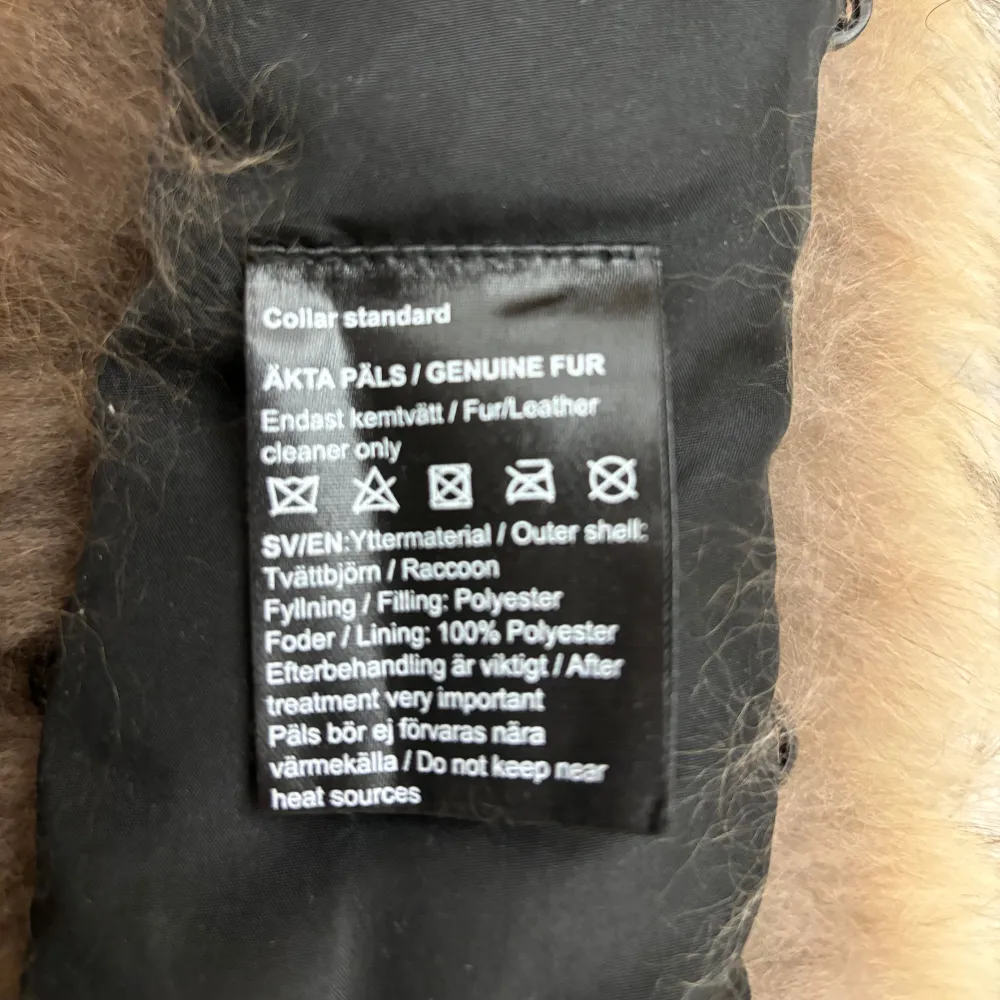 Collar standard
ÄKTA PÄLS / GENUINE FUR
Endast kemtvätt / Fur/Leather
cleaner only
SV/EN:Yttermaterial / Outer shell:
Tvättbjörn / Raccoon
Fyllning / Filling: Polyester
Foder / Lining: 100% Polyester
Efterbehandling är viktigt / After
treatment very important
Päls bör ej förvaras nära
värmekälla / Do not keep near
heat sources